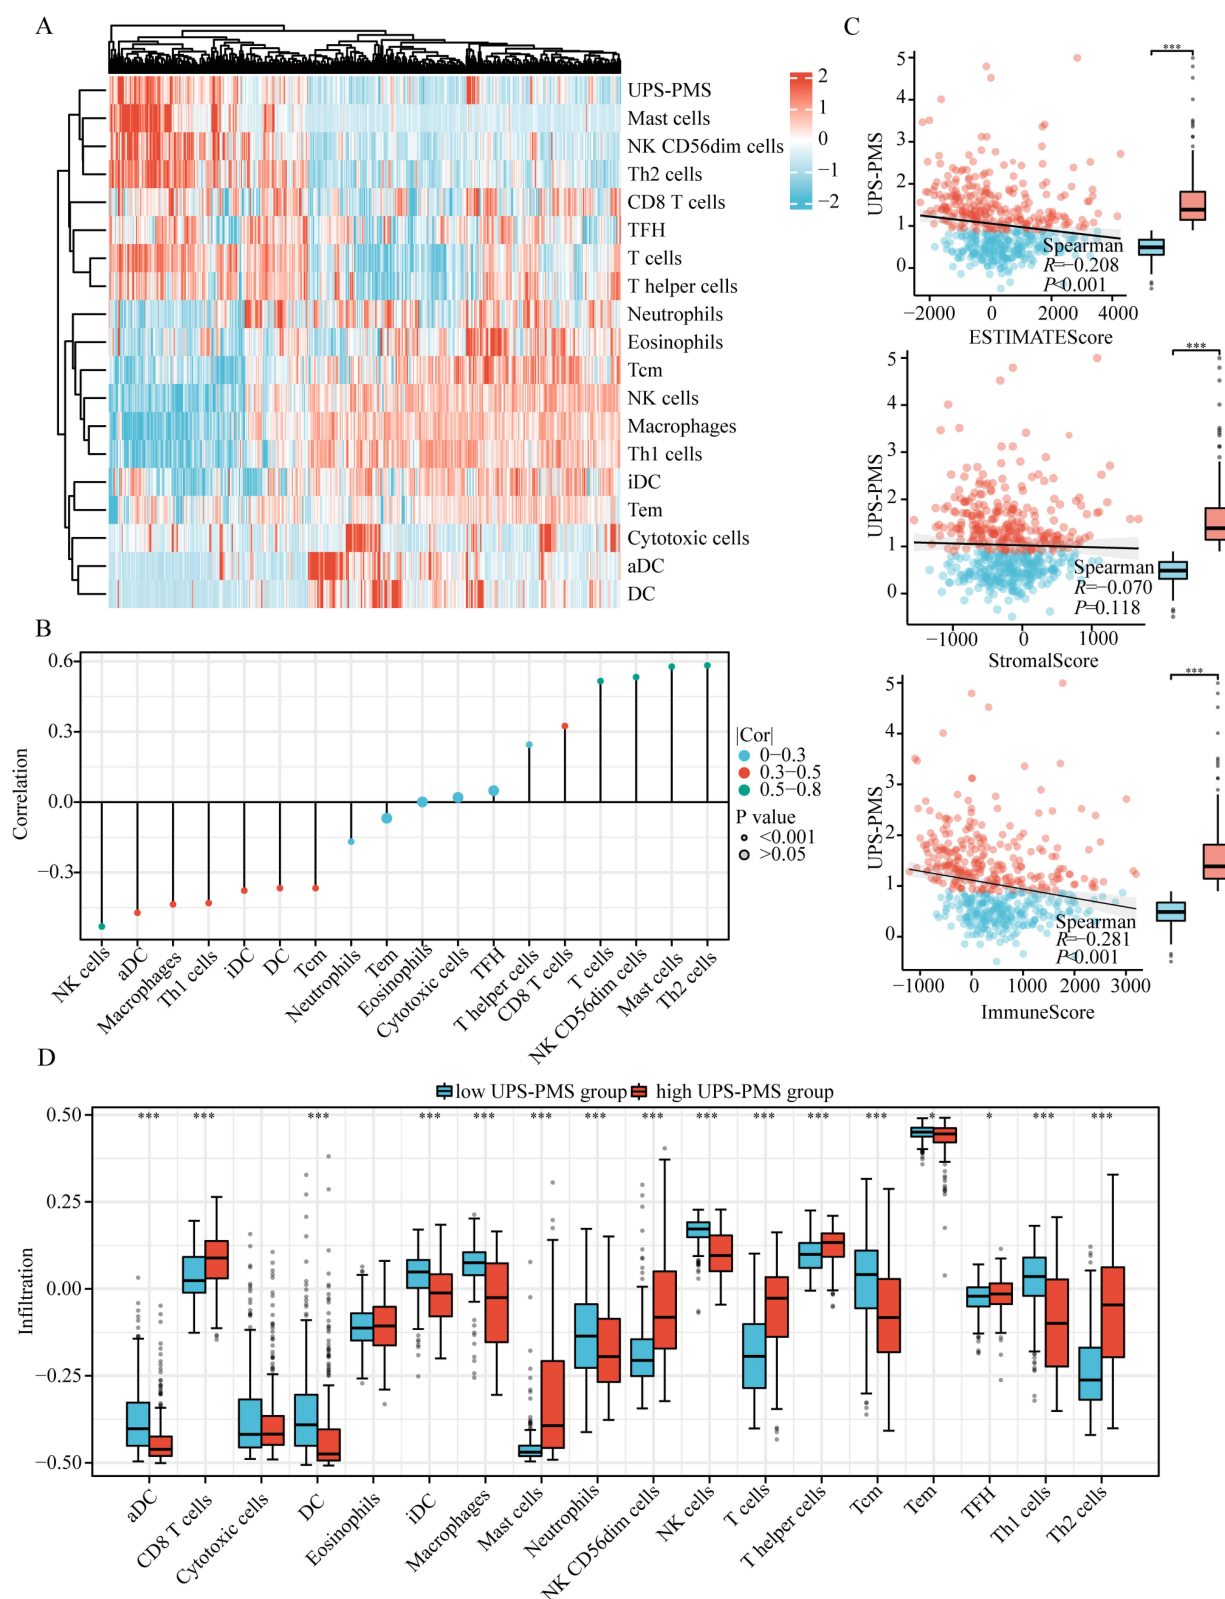 A
2
1
0
−1
−2
UPS-PMS
Mast cells
NK CD56dim cells
Th2 cells
CD8 T cells
TFH
T cells
T helper cells
Neutrophils
Eosinophils
Tcm
NK cells
Macrophages
Th1 cells
iDC
Tem
Cytotoxic cells
aDC
DC
B
Correlation
0.6
0.3
0.0
−0.3
NK cells
aDC
Macrophages
Th1 cells
iDC
DC
Tcm
Neutrophils
Tem
Eosinophils
Cytotoxic cells
TFH
T helper cells
CD8 T cells
T cells
NK CD56dim cells
Mast cells
Th2 cells
|Cor|
0−0.3
0.3−0.5
0.5−0.8
P value
<0.001
>0.05
C
UPS-PMS
5
4
3
2
1
0
***
Spearman
R=−0.208
P<0.001
−2000 0 2000 4000
ESTIMATEScore
UPS-PMS
5
4
3
2
1
0
***
Spearman
R=−0.070
P=0.118
−1000 0 1000
StromalScore
UPS-PMS
5
4
3
2
1
0
***
Spearman
R=−0.281
P<0.001
−1000 0 1000 2000 3000
ImmuneScore
D
low UPS-PMS group high UPS-PMS group
Infiltration
0.50
0.25
0.00
−0.25
−0.50
*** *** *** *** *** *** *** *** *** *** *** *** * * *** ***
aDC
CD8 T cells
Cytotoxic cells
DC
Eosinophils
iDC
Macrophages
Mast cells
Neutrophils
NK CD56dim cells
NK cells
T cells
T helper cells
Tcm
Tem
TFH
Th1 cells
Th2 cells